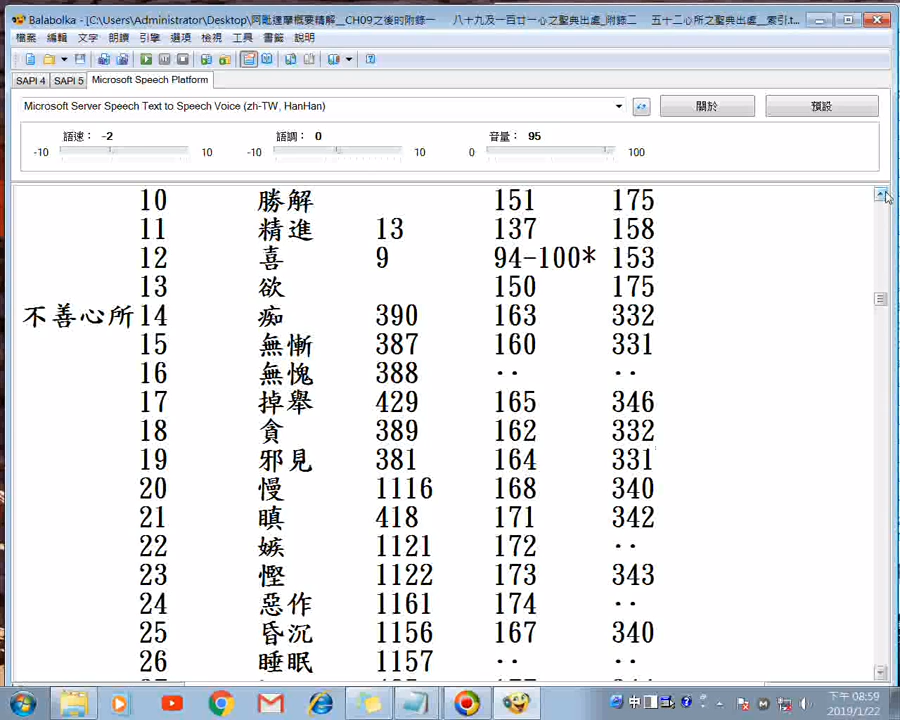 Balabolka - [C:\Users\Administrator\Desktop\阿毗達摩概要精解__CH09之後的附錄一 八十九及一百廿一心之聖典出處_附錄二 五十二心所之聖典出處__索引.t...
檔案 編輯 文字 朗讀 引擎 選項 檢視 工具 書籤 說明
SAPI 4 SAPI 5 Microsoft Speech Platform
Microsoft Server Speech Text to Speech Voice (zh-TW, HanHan) 關於 預設
語速： -2 語調： 0 音量： 95
-10 10 -10 10 0 100
10 勝解 151 175
11 精進 13 137 158
12 喜 9 94-100* 153
13 欲 150 175
不善心所 14 痴 390 163 332
15 無慚 387 160 331
16 無愧 388 ‥ ‥
17 掉舉 429 165 346
18 貪 389 162 332
19 邪見 381 164 331
20 慢 1116 168 340
21 瞋 418 171 342
22 嫉 1121 172 ‥
23 慳 1122 173 343
24 惡作 1161 174 ‥
25 昏沉 1156 167 340
26 睡眠 1157 ‥ ‥
中 下午 08:59
2019/1/22